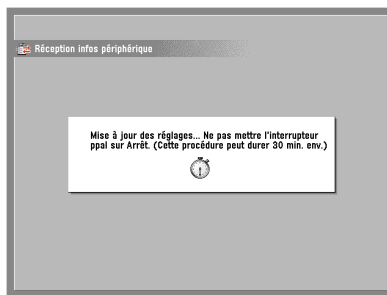 Réception infos périphérique
Mise à jour des réglages... Ne pas mettre l'interrupteur
ppal sur Arrêt. (Cette procédure peut durer 30 min. env.)